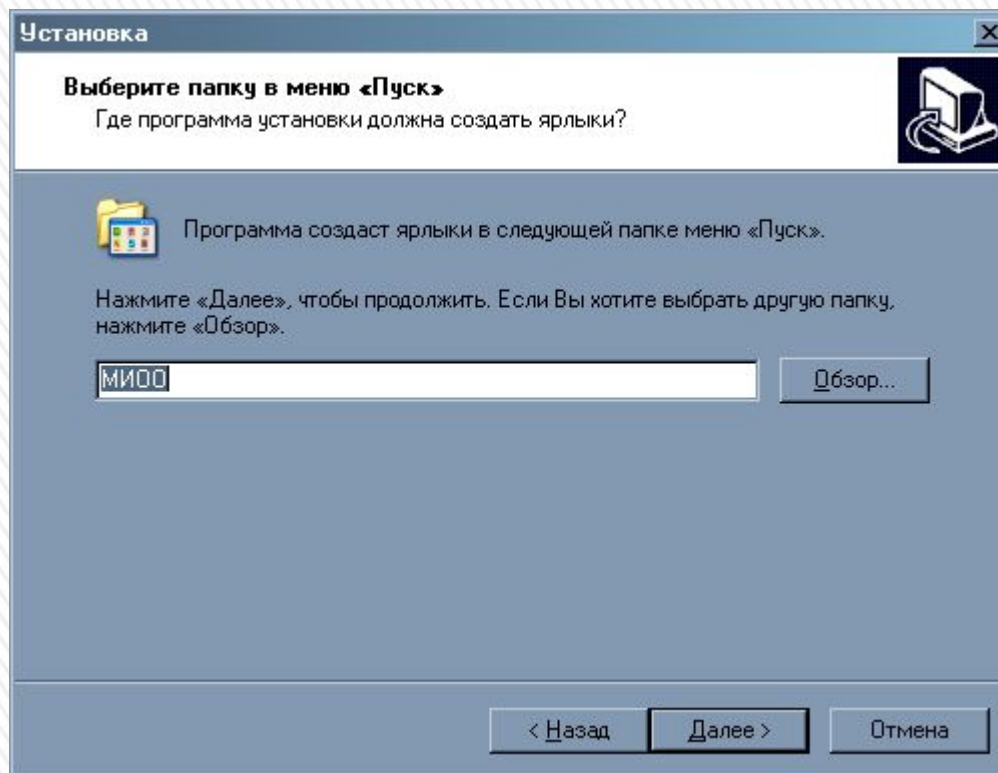 Установка
Выберите папку в меню «Пуск»
Где программа установки должна создать ярлыки?
Программа создаст ярлыки в следующей папке меню «Пуск».
Нажмите «Далее», чтобы продолжить. Если Вы хотите выбрать другую папку,
нажмите «Обзор».
МИОО
Обзор...
< Назад
Далее >
Отмена